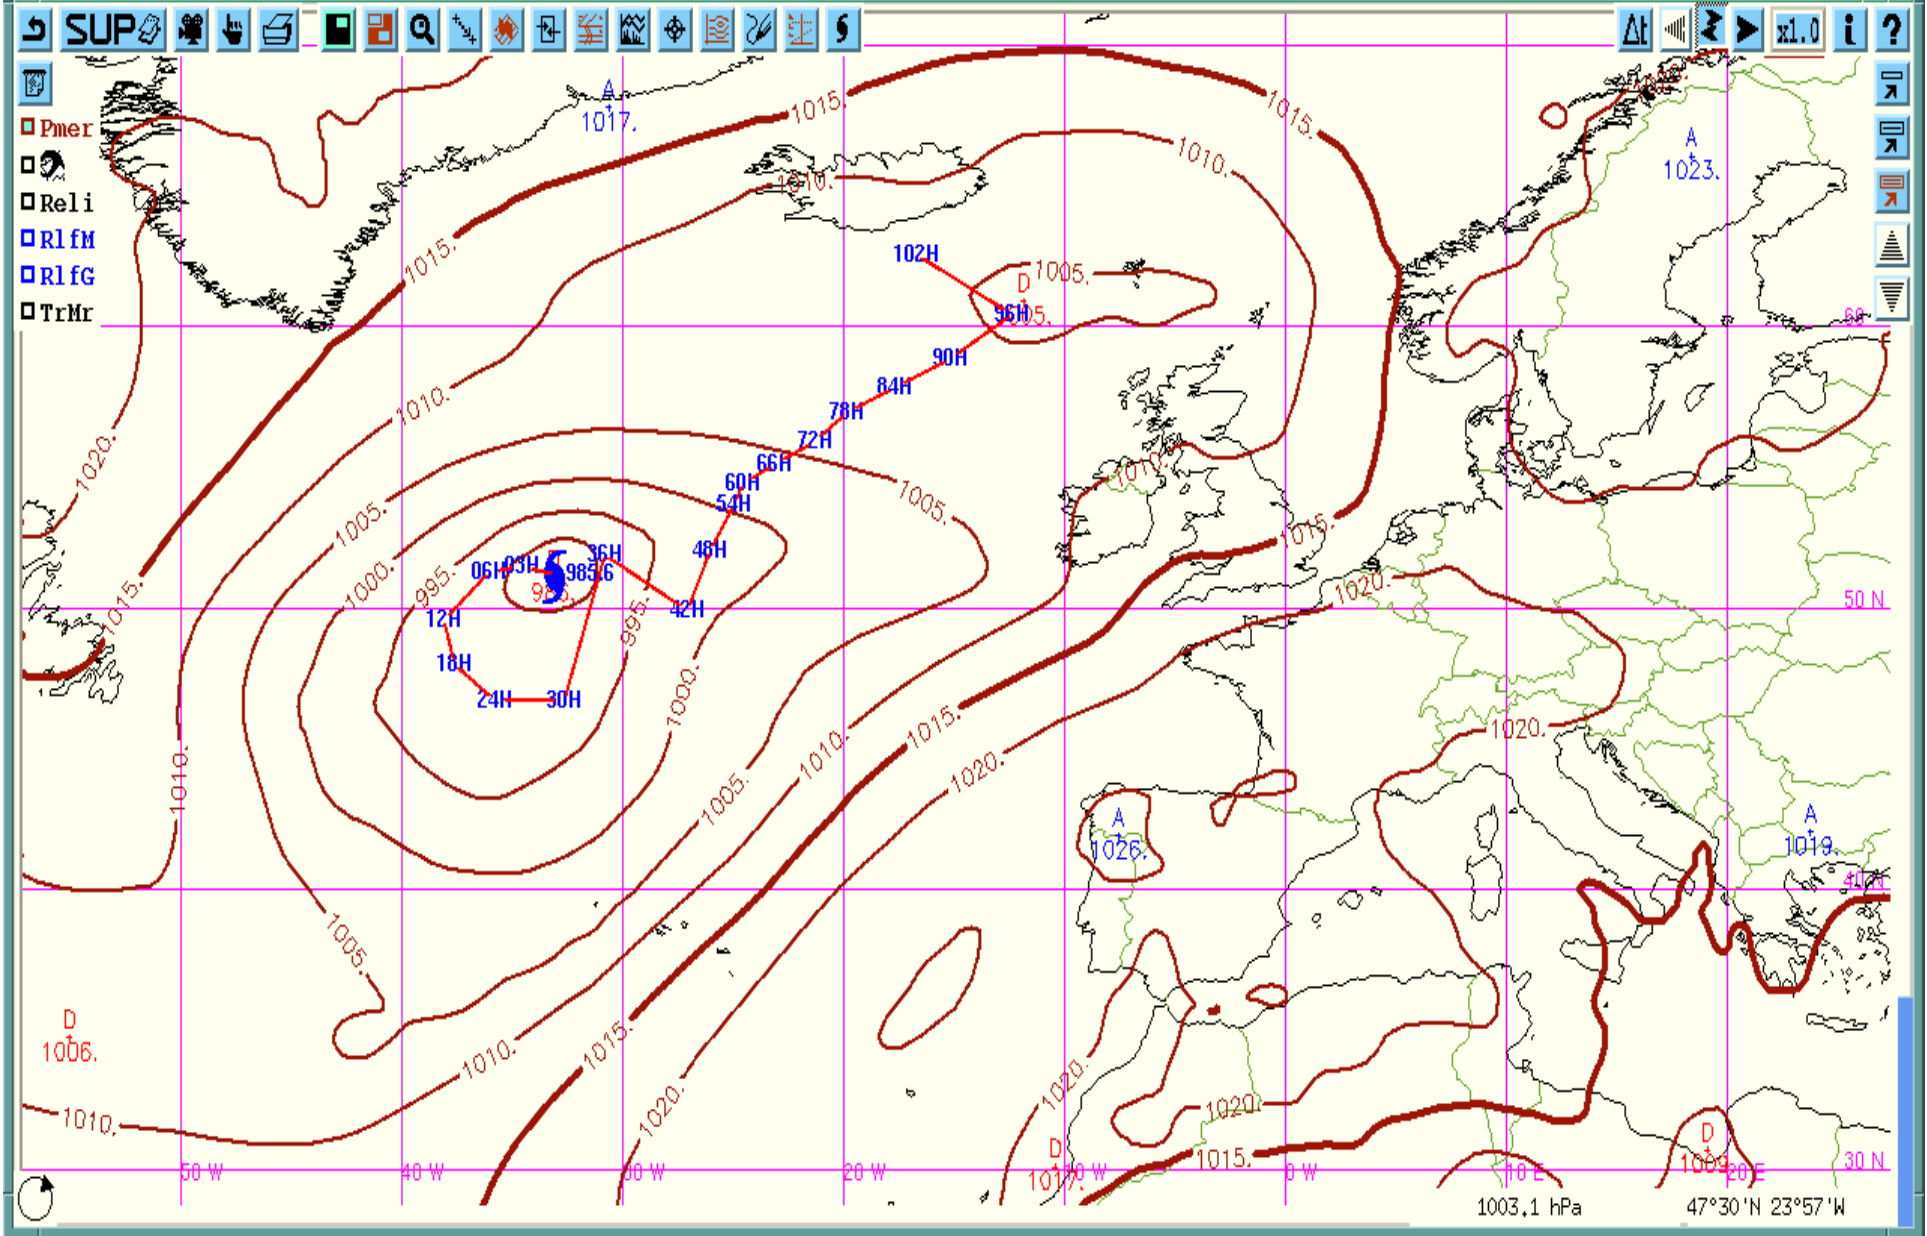 SUP
Δt
x1.0
i
?
Pmer
Reli
RlfM
RlfG
TrMr
A
1017.
1015.
1015.
1010.
1010.
A
1023.
1015.
102H
1005.
D
96H
60
90H
1010.
84H
78H
72H
1020.
66H
60H
1005.
1010.
54H
1005.
1015.
48H
36H
06H
03H
985.6
1000.
995.
1020.
50 N
1015.
12H
42H
995.
18H
24H
30H
1000.
1015.
1020.
1010.
1010.
1020.
1005.
A
1026.
A
1019.
40 N
1005.
D
1006.
1015.
1010.
1020.
1020.
1020.
1010.
D
1017.
1015.
D
1009.
50 W
40 W
30 W
20 W
10 W
0 W
10 E
20 E
30 N
1003.1 hPa
47°30'N 23°57'W